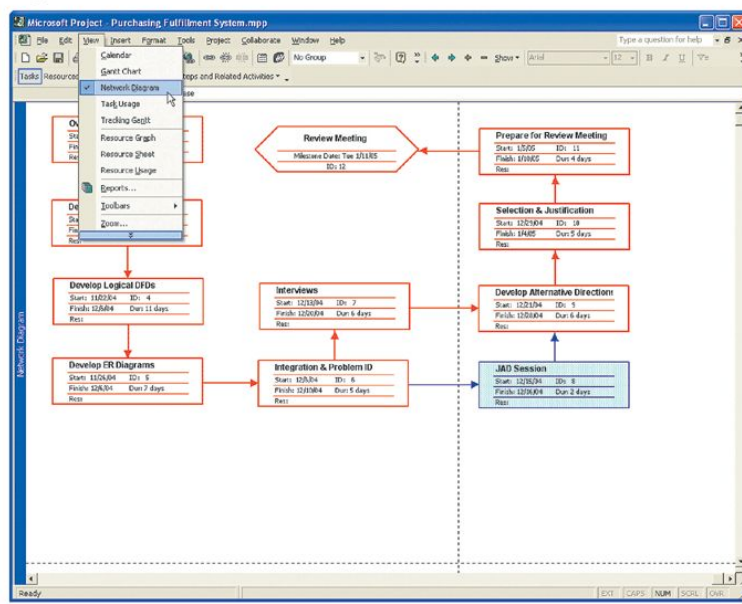 Microsoft Project - Purchasing Fulfillment System.mpp
File Edit View Insert Format Tools Project Collaborate Window Help
Type a question for help
No Group
Show
Arial
12
B I U
Tasks Resources
eps and Related Activities
Calendar
Gantt Chart
Network Diagram
Task Usage
Tracking Gantt
Resource Graph
Resource Sheet
Resource Usage
Reports...
Toolbars
Zoom...
Network Diagram
Review Meeting
Milestone Date: Tue 1/11/05
ID: 12
Prepare for Review Meeting
Start: 1/5/05 ID: 11
Finish: 1/10/05 Dur: 4 days
Res:
Selection & Justification
Start: 12/29/04 ID: 10
Finish: 1/4/05 Dur: 5 days
Res:
Develop Logical DFDs
Start: 11/22/04 ID: 4
Finish: 12/6/04 Dur: 11 days
Res:
Interviews
Start: 12/13/04 ID: 7
Finish: 12/20/04 Dur: 6 days
Res:
Develop Alternative Directions
Start: 12/21/04 ID: 9
Finish: 12/28/04 Dur: 6 days
Res:
Develop ER Diagrams
Start: 11/26/04 ID: 5
Finish: 12/6/04 Dur: 7 days
Res:
Integration & Problem ID
Start: 12/6/04 ID: 6
Finish: 12/10/04 Dur: 5 days
Res:
JAD Session
Start: 12/15/04 ID: 8
Finish: 12/16/04 Dur: 2 days
Res:
Ready
EXT CAPS NUM SCRL OVR